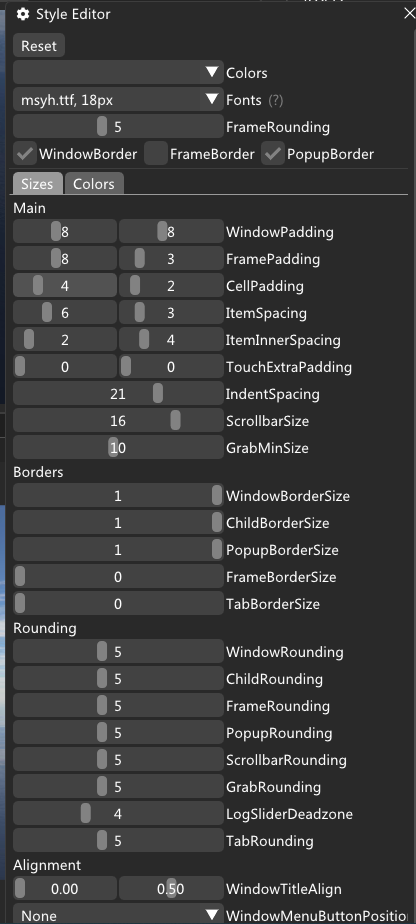 Style Editor
Reset
Colors
msyh.ttf, 18px Fonts (?)
5 FrameRounding
WindowBorder FrameBorder PopupBorder
Sizes Colors
Main
8 8 WindowPadding
8 3 FramePadding
4 2 CellPadding
6 3 ItemSpacing
2 4 ItemInnerSpacing
0 0 TouchExtraPadding
21 IndentSpacing
16 ScrollbarSize
10 GrabMinSize
Borders
1 WindowBorderSize
1 ChildBorderSize
1 PopupBorderSize
0 FrameBorderSize
0 TabBorderSize
Rounding
5 WindowRounding
5 ChildRounding
5 FrameRounding
5 PopupRounding
5 ScrollbarRounding
5 GrabRounding
4 LogSliderDeadzone
5 TabRounding
Alignment
0.00 0.50 WindowTitleAlign
None WindowMenuButtonPositio